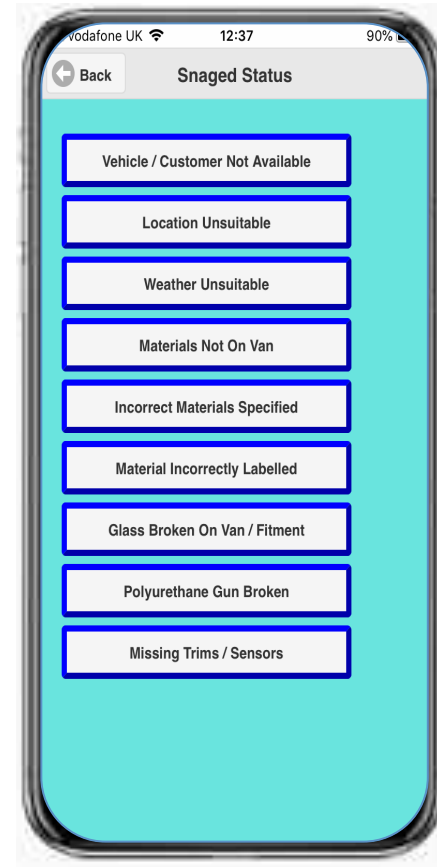 Vodafone UK 12:37 90%
Back Snaged Status
Vehicle / Customer Not Available
Location Unsuitable
Weather Unsuitable
Materials Not On Van
Incorrect Materials Specified
Material Incorrectly Labelled
Glass Broken On Van / Fitment
Polyurethane Gun Broken
Missing Trims / Sensors